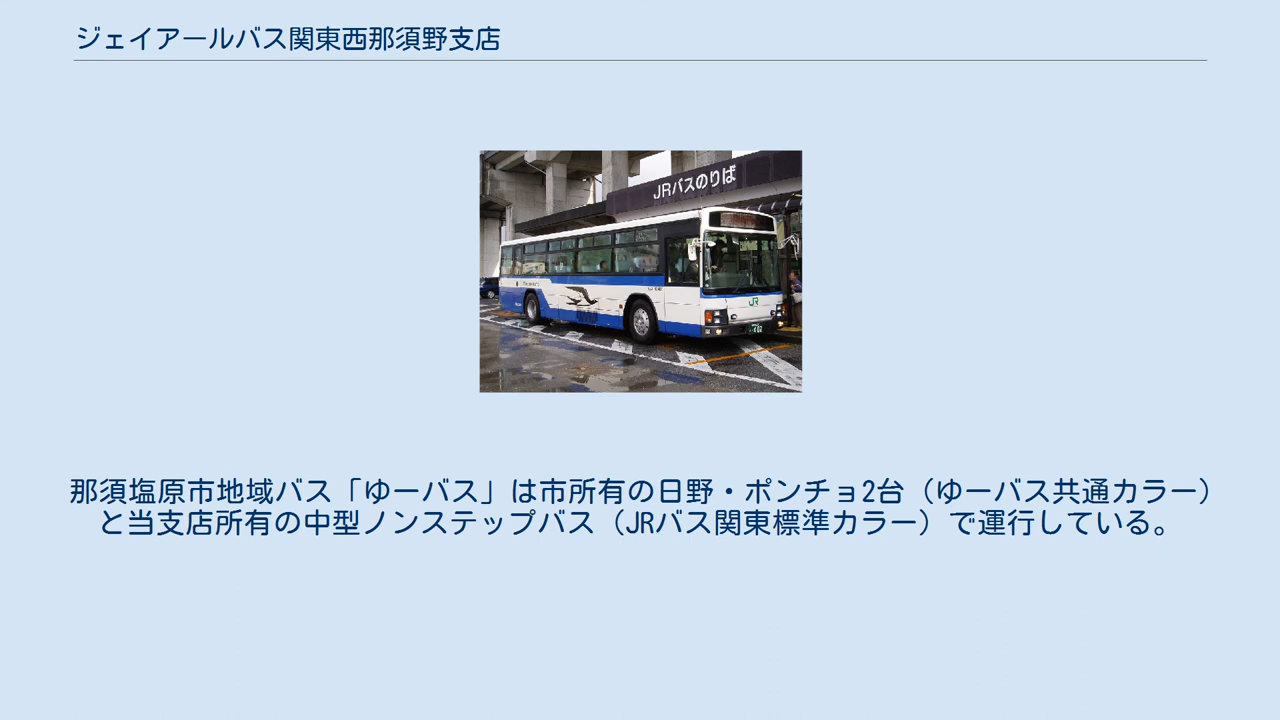 ジェイアールバス関東西那須野支店
JRバスのりば
JR
那須塩原市地域バス「ゆーバス」は市所有の日野・ポンチョ2台（ゆーバス共通カラー）
と当支店所有の中型ノンステップバス（JRバス関東標準カラー）で運行している。